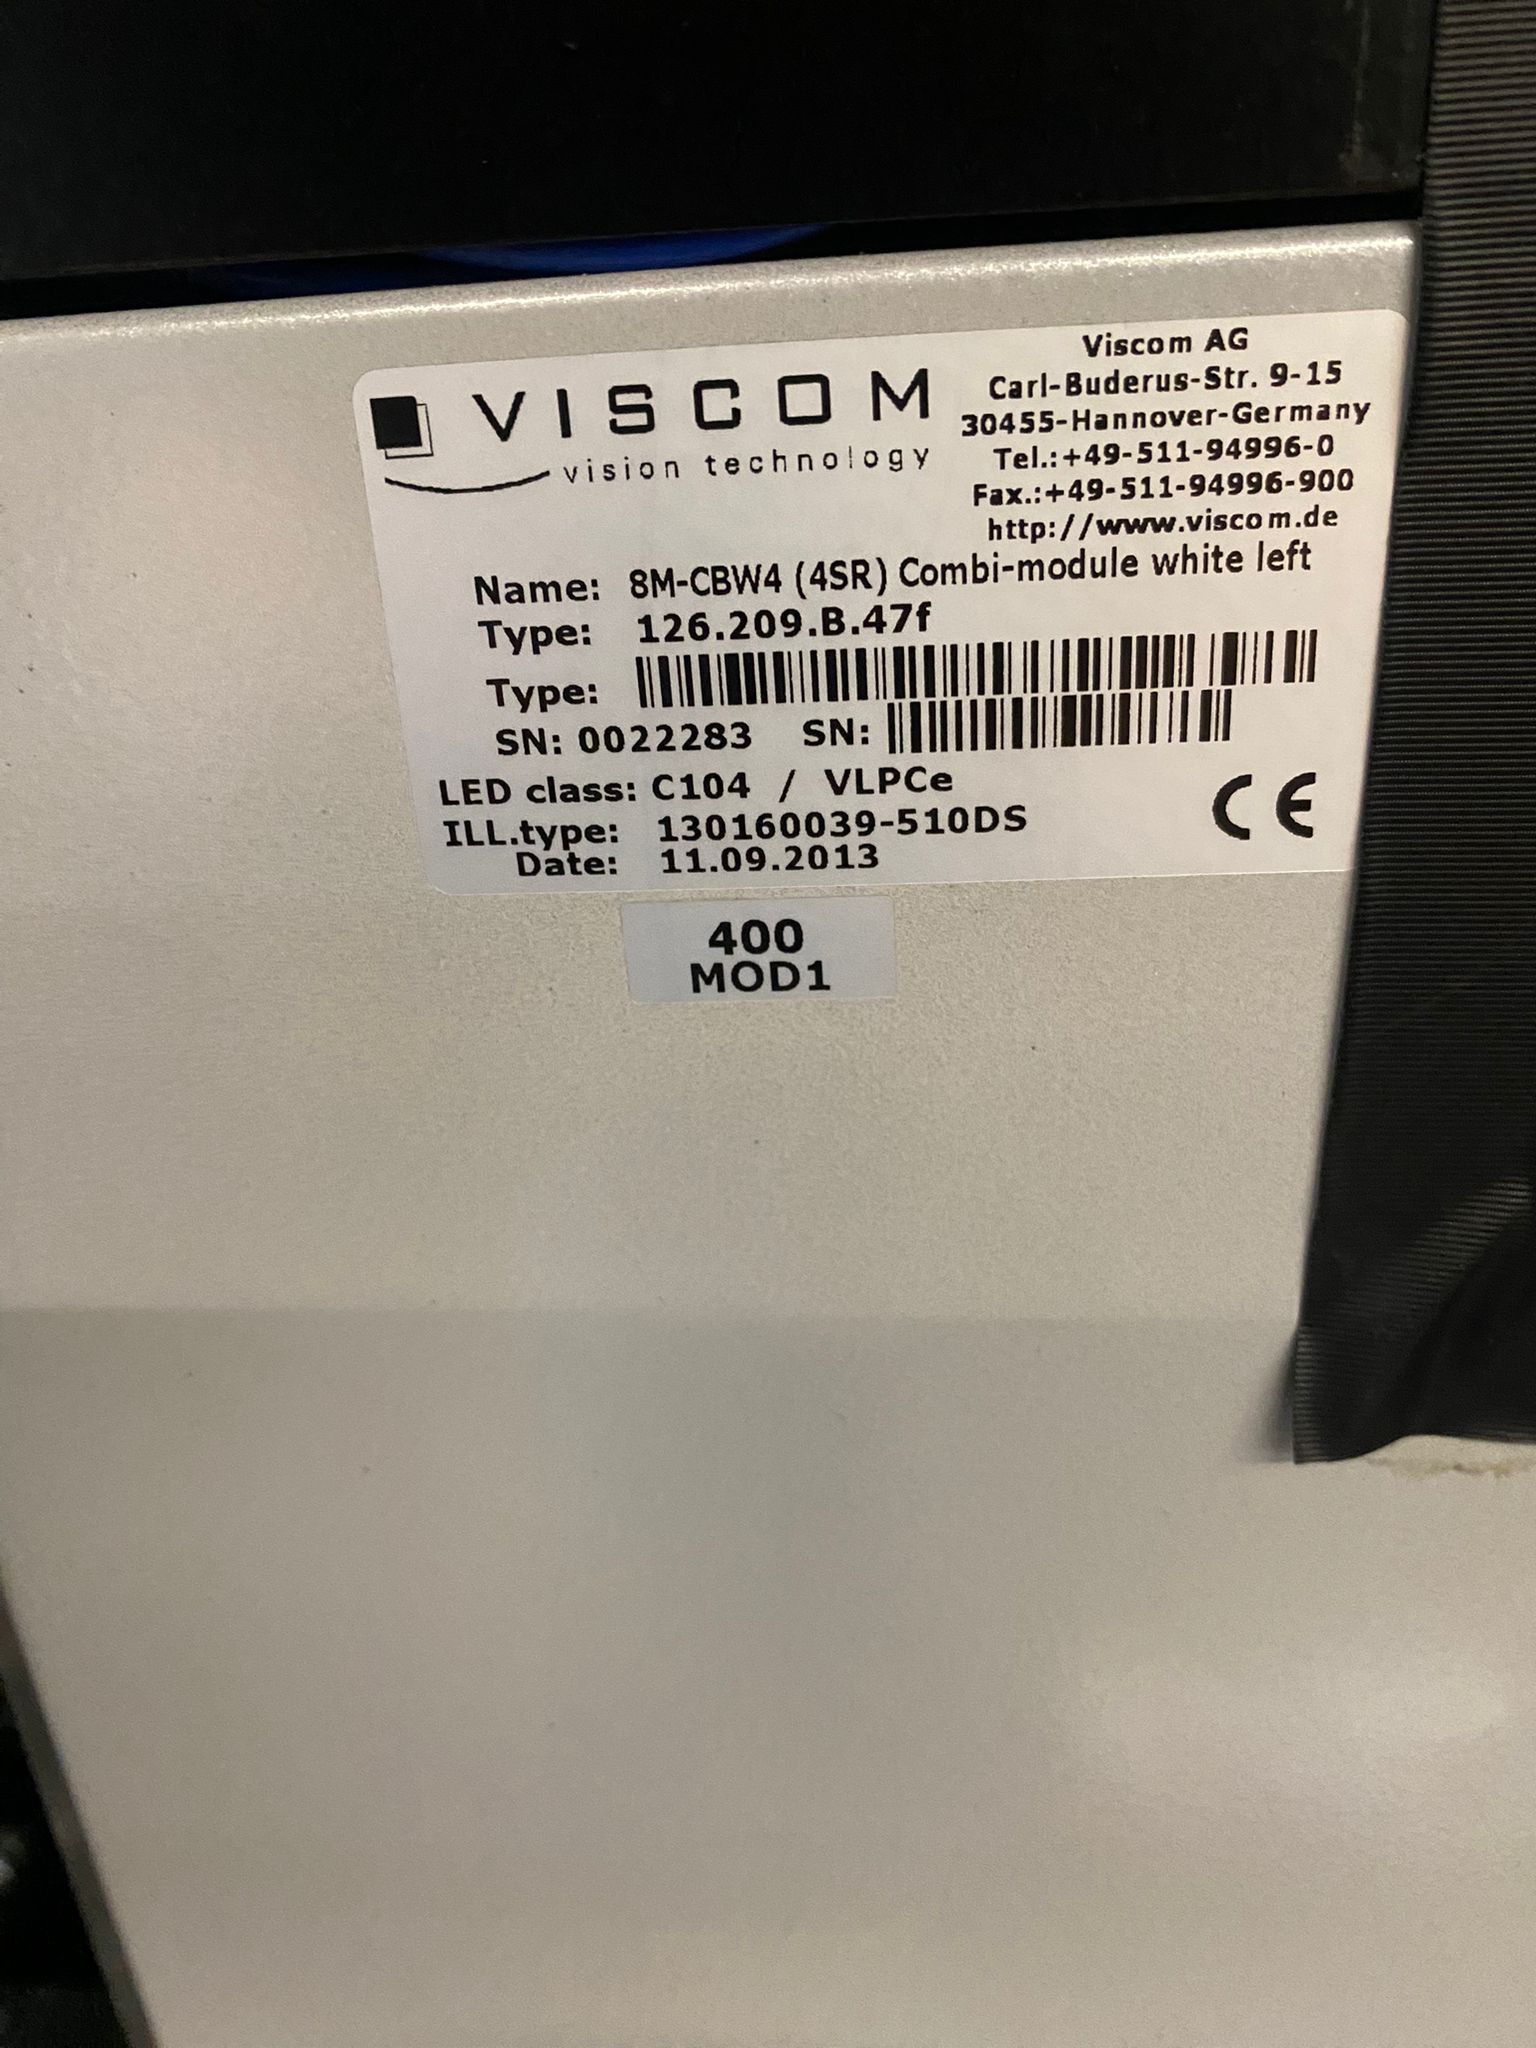 VISCOM
vision technology
Viscom AG
Carl-Buderus-Str. 9-15
30455-Hannover-Germany
Tel.:+49-511-94996-0
Fax.:+49-511-94996-900
http://www.viscom.de
Name: 8M-CBW4 (4SR) Combi-module white left
Type: 126.209.B.47f
Type:
SN: 0022283 SN:
LED class: C104 / VLPCe
ILL.type: 130160039-510DS
Date: 11.09.2013
CE
400
MOD1